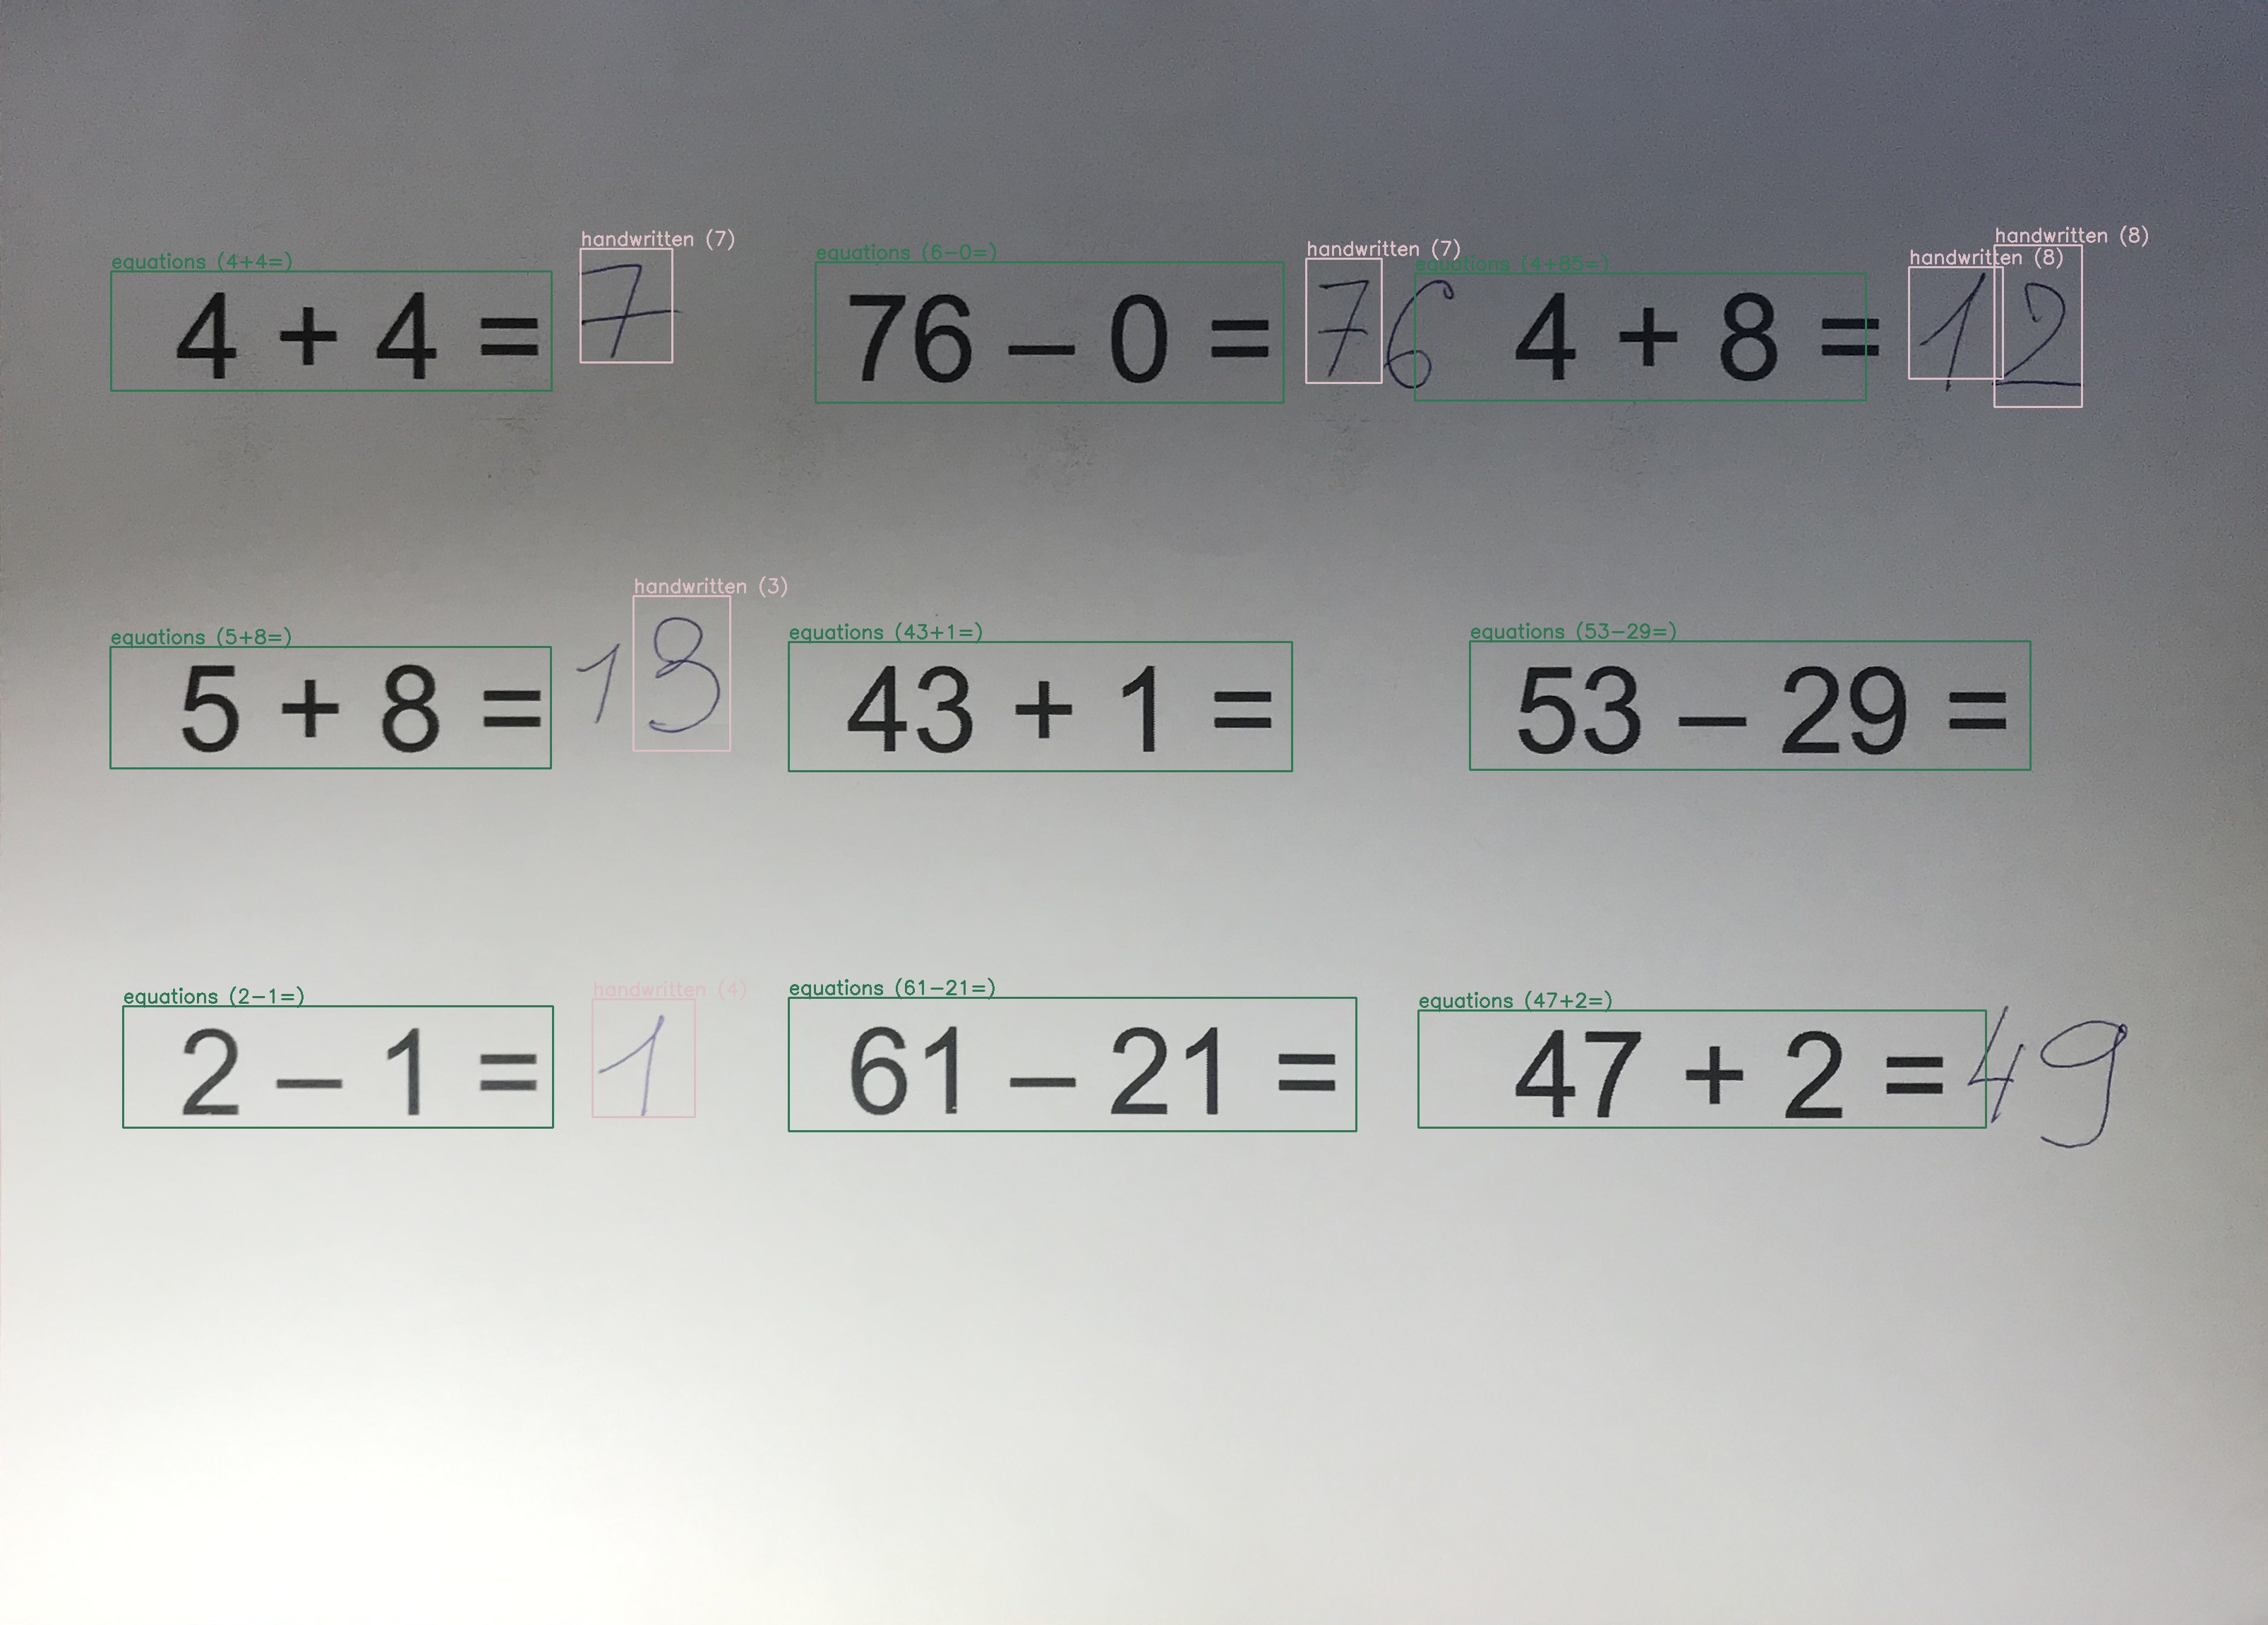 handwritten (7) handwritten (7) handwritten (8) handwritten (8)
equations (4+4=) equations (6-0=) equations (4+85=)
4 + 4 = 7 76 – 0 = 76 4 + 8 = 12
handwritten (3)
equations (5+8=) equations (43+1=) equations (53-29=)
5 + 8 = 13 43 + 1 = 53 – 29 =
handwritten (4)
equations (2-1=) equations (61-21=) equations (47+2=)
2 – 1 = 1 61 – 21 = 47 + 2 = 49